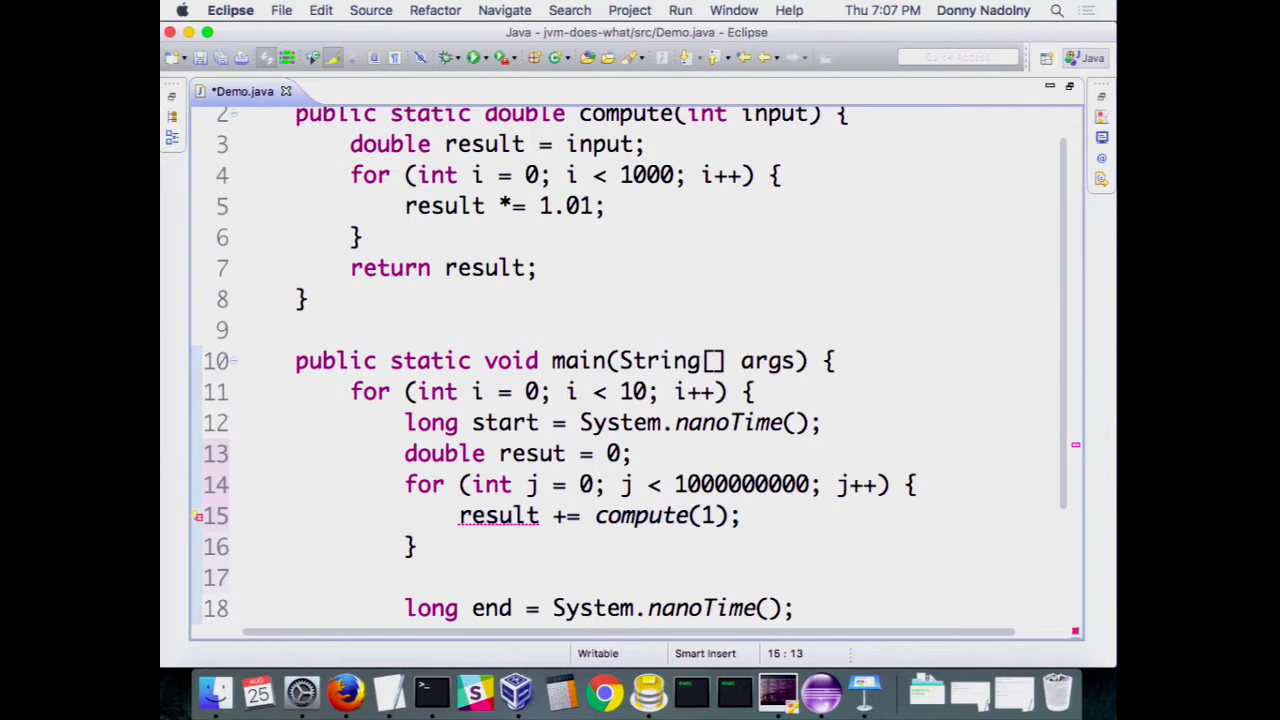 Eclipse File Edit Source Refactor Navigate Search Project Run Window Help Thu 7:07 PM Donny Nadolny
Java - jvm-does-what/src/Demo.java - Eclipse
Quick Access Java
*Demo.java
2 public static double compute(int input) {
3 double result = input;
4 for (int i = 0; i < 1000; i++) {
5 result *= 1.01;
6 }
7 return result;
8 }
9
10 public static void main(String[] args) {
11 for (int i = 0; i < 10; i++) {
12 long start = System.nanoTime();
13 double resut = 0;
14 for (int j = 0; j < 1000000000; j++) {
15 result += compute(1);
16 }
17
18 long end = System.nanoTime();
Writable Smart Insert 15 : 13
AUG
25